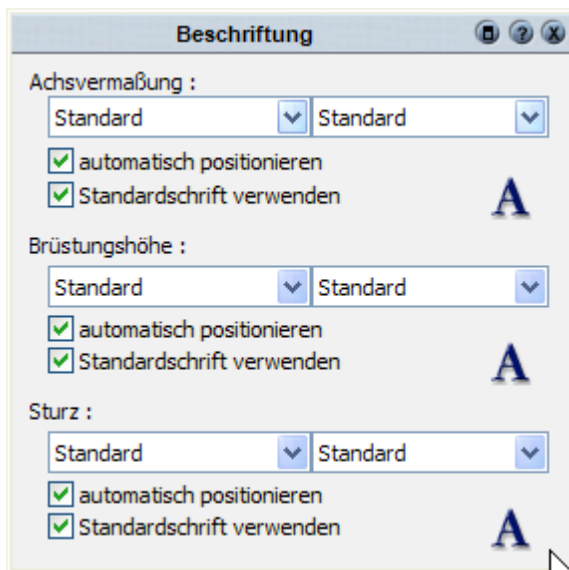 Beschriftung
Achsvermaßung :
Standard Standard
automatisch positionieren
Standardschrift verwenden
A
Brüstungshöhe :
Standard Standard
automatisch positionieren
Standardschrift verwenden
A
Sturz :
Standard Standard
automatisch positionieren
Standardschrift verwenden
A